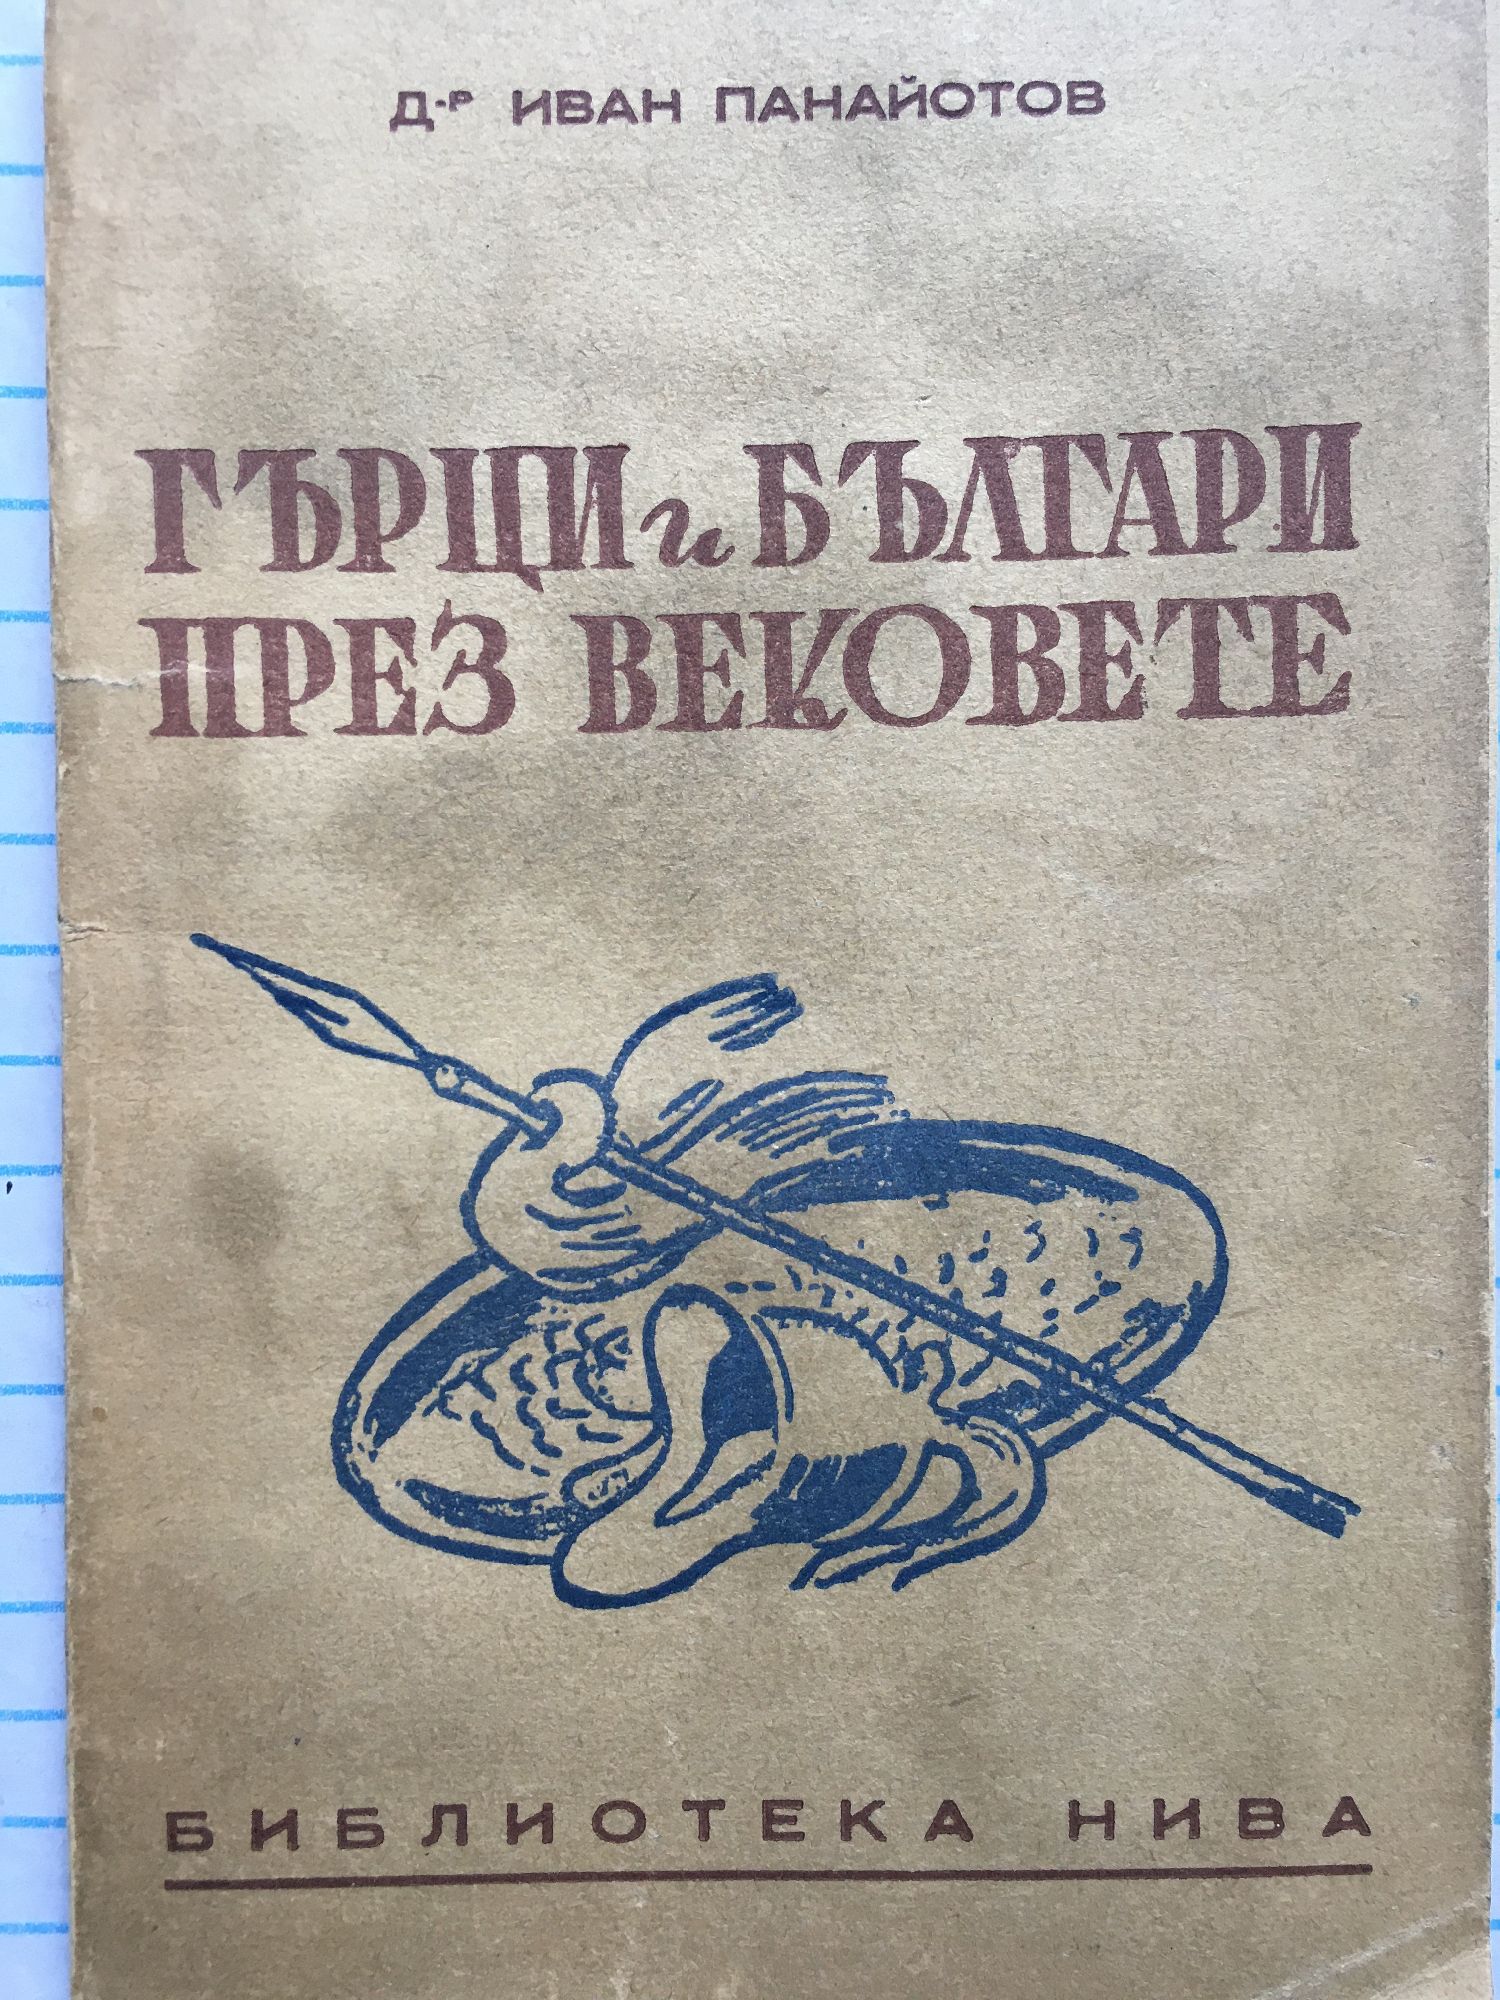 Д-Р ИВАН ПАНАЙОТОВ
ГЪРЦИ и БЪЛГАРИ
ПРЕЗ ВЕКОВЕТЕ
БИБЛИОТЕКА НИВА